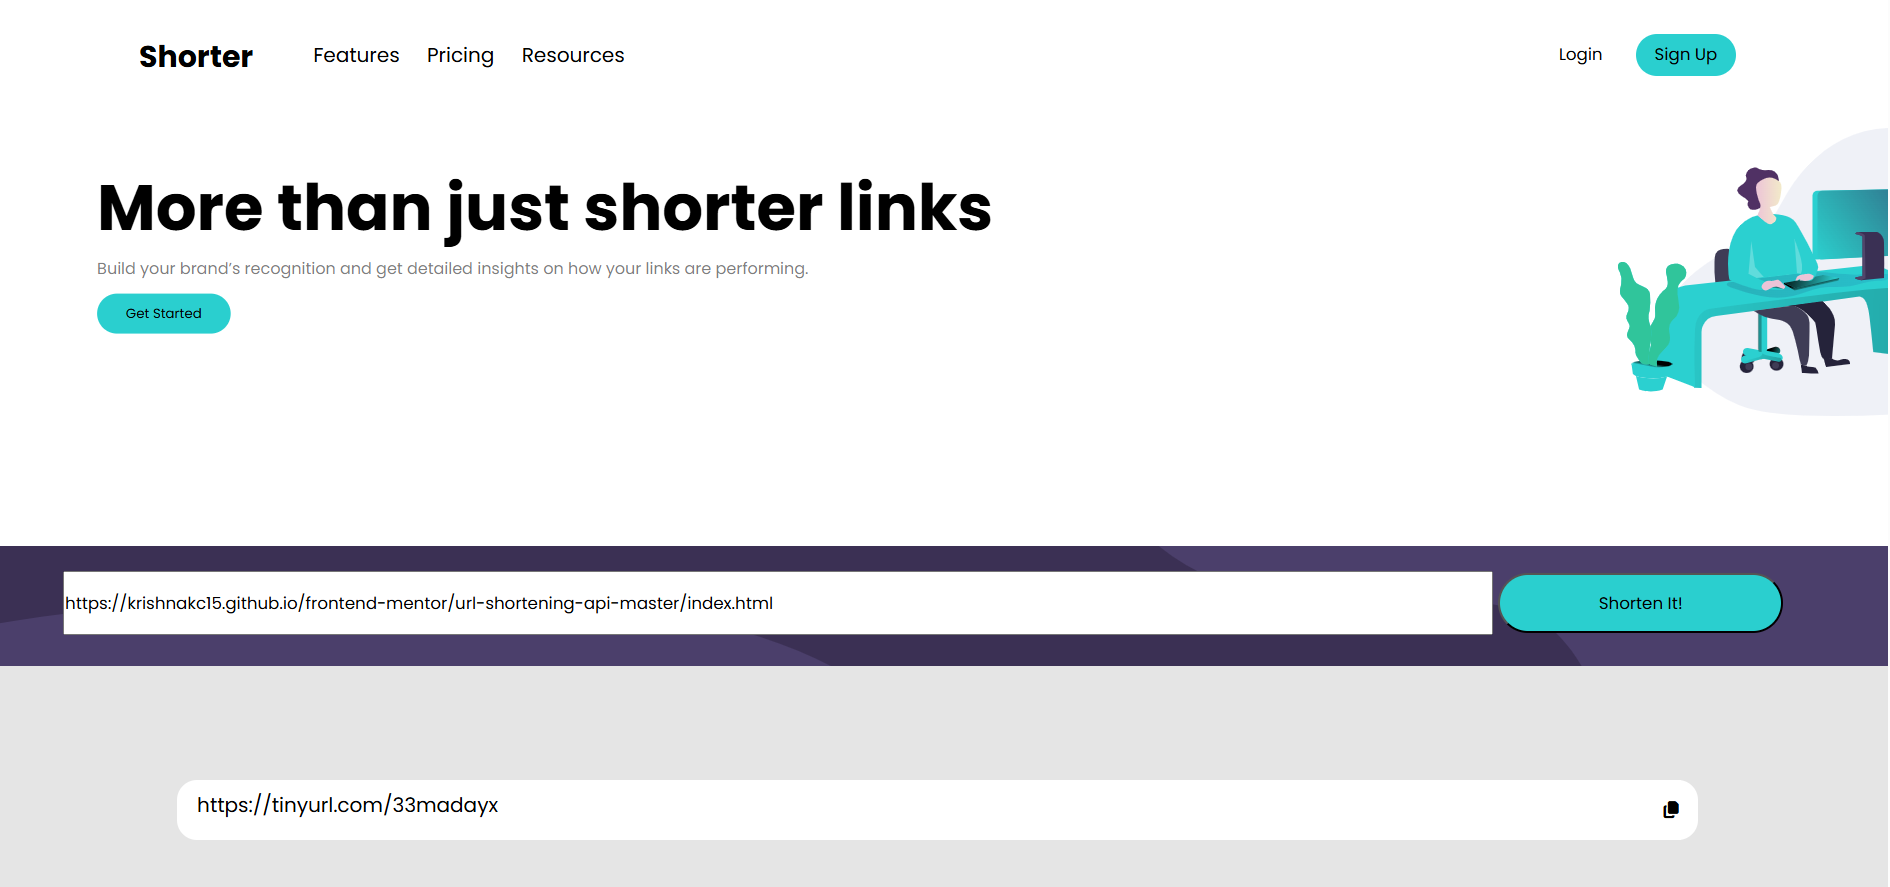 Shorter Features Pricing Resources Login Sign Up
More than just shorter links
Build your brand’s recognition and get detailed insights on how your links are performing.
Get Started
https://krishnakc15.github.io/frontend-mentor/url-shortening-api-master/index.html Shorten It!
https://tinyurl.com/33madayx